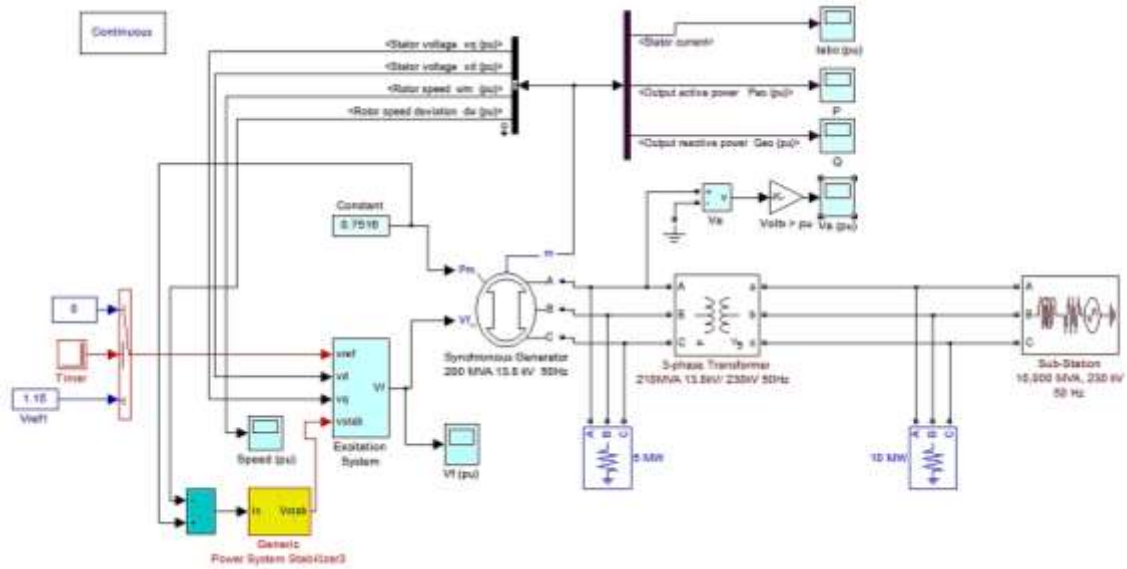 Continuous
<Stator voltage vq (pu)>
<Stator voltage vd (pu)>
<Rotor speed wm (pu)>
<Rotor speed deviation dw (pu)>
<Stator current>
Iabc (pu)
<Output active power Peo (pu)>
P
<Output reactive power Qeo (pu)>
Q
Constant
0.7516
+
-
v
Va
K-
Volts > pu
Va (pu)
m
Pm
Vf_
A
B
C
Synchronous Generator
200 MVA 13.8 kV 50Hz
A
B
C
a
b
c
3-phase Transformer
210MVA 13.8kV/ 230kV 50Hz
A
B
C
Sub-Station
10,000 MVA, 230 kV
50 Hz
0
Timer
1.15
Vref1
vref
vd
vq
vstab
Vf
Excitation
System
Speed (pu)
Vf (pu)
A B C
5 MW
A B C
10 MW
In
Vstab
Generic
Power System Stabilizer3